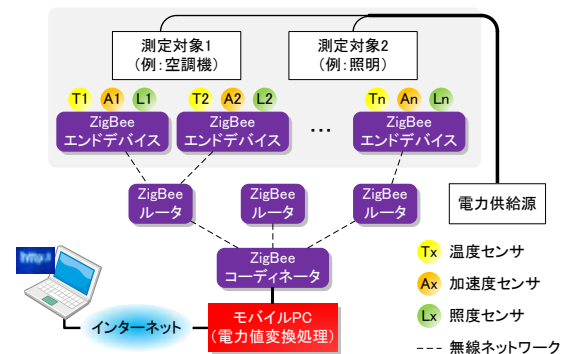 測定対象1
（例：空調機）
測定対象2
（例：照明）
T1 A1 L1
T2 A2 L2
Tn An Ln
ZigBee
エンドデバイス
ZigBee
エンドデバイス
…
ZigBee
エンドデバイス
ZigBee
ルータ
ZigBee
ルータ
ZigBee
ルータ
電力供給源
ZigBee
コーディネータ
Tx 温度センサ
Ax 加速度センサ
Lx 照度センサ
無線ネットワーク
インターネット
モバイルPC
（電力値変換処理）